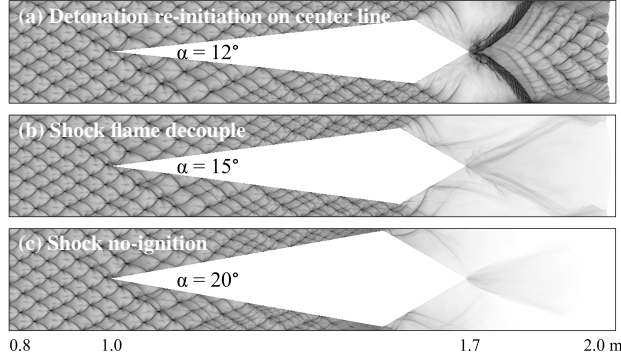 (a) Detonation re-initiation on center line
α = 12°
(b) Shock flame decouple
α = 15°
(c) Shock no-ignition
α = 20°
0.8 1.0 1.7 2.0 m